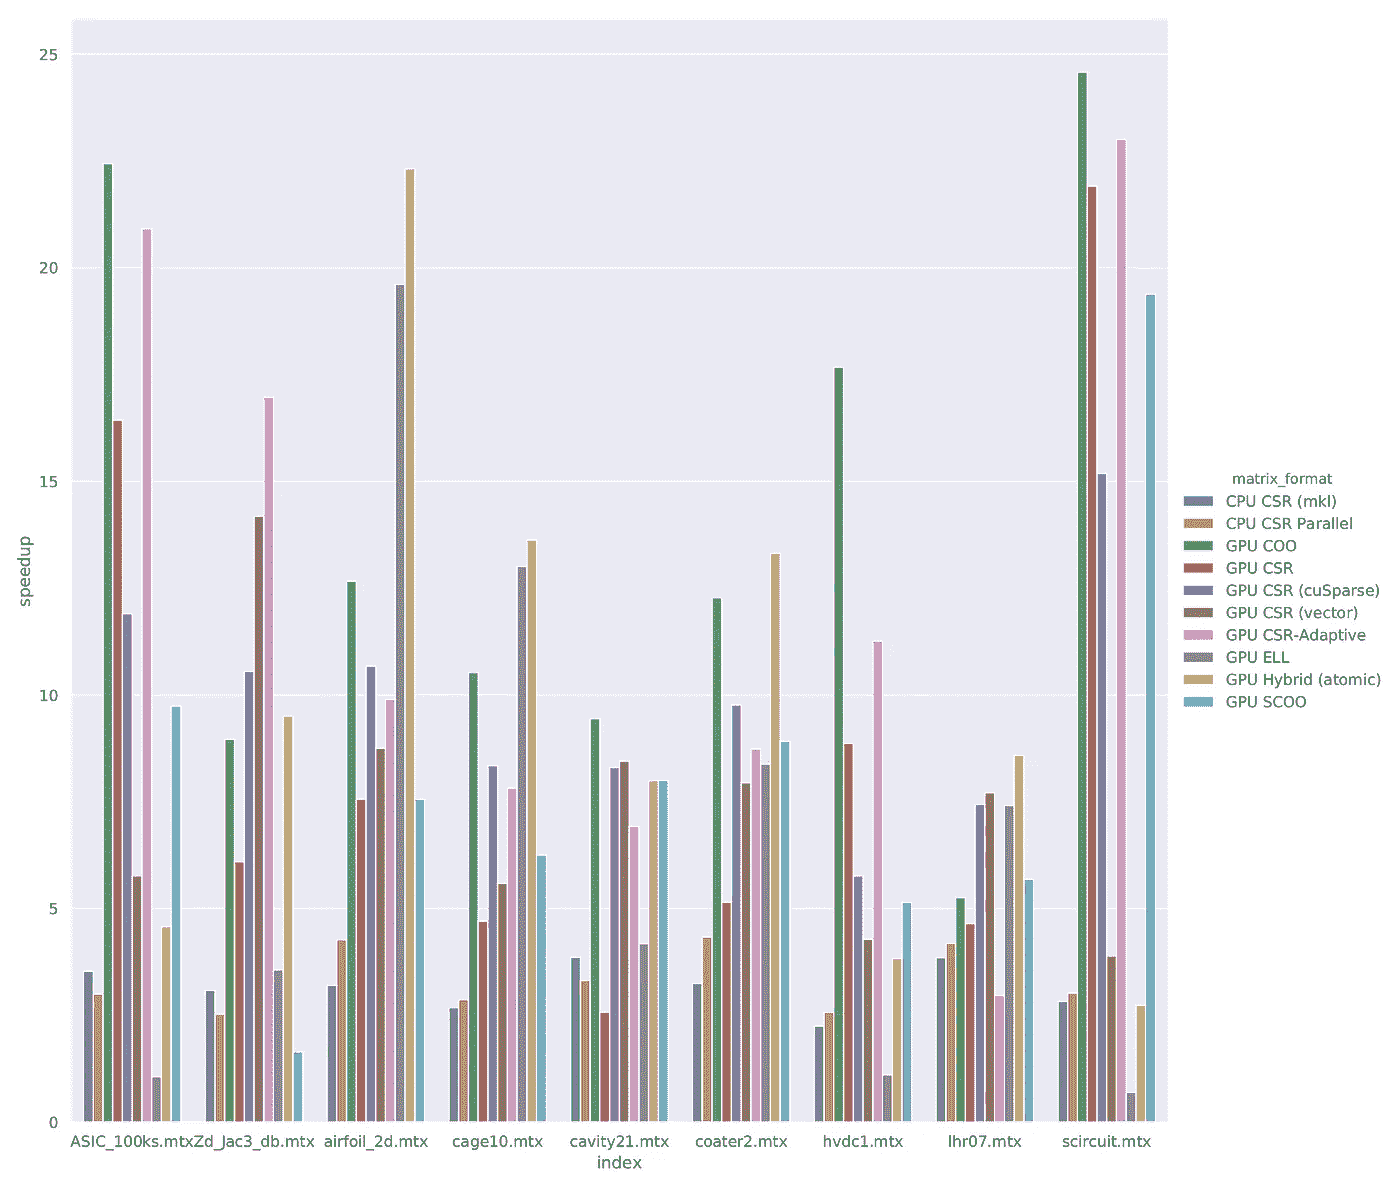 25
20
15
10
5
0
speedup
ASIC_100ks.mtx Zd_Jac3_db.mtx airfoil_2d.mtx cage10.mtx cavity21.mtx coater2.mtx hvdc1.mtx lhr07.mtx scircuit.mtx
index
matrix_format
CPU CSR (mkl)
CPU CSR Parallel
GPU COO
GPU CSR
GPU CSR (cuSparse)
GPU CSR (vector)
GPU CSR-Adaptive
GPU ELL
GPU Hybrid (atomic)
GPU SCOO